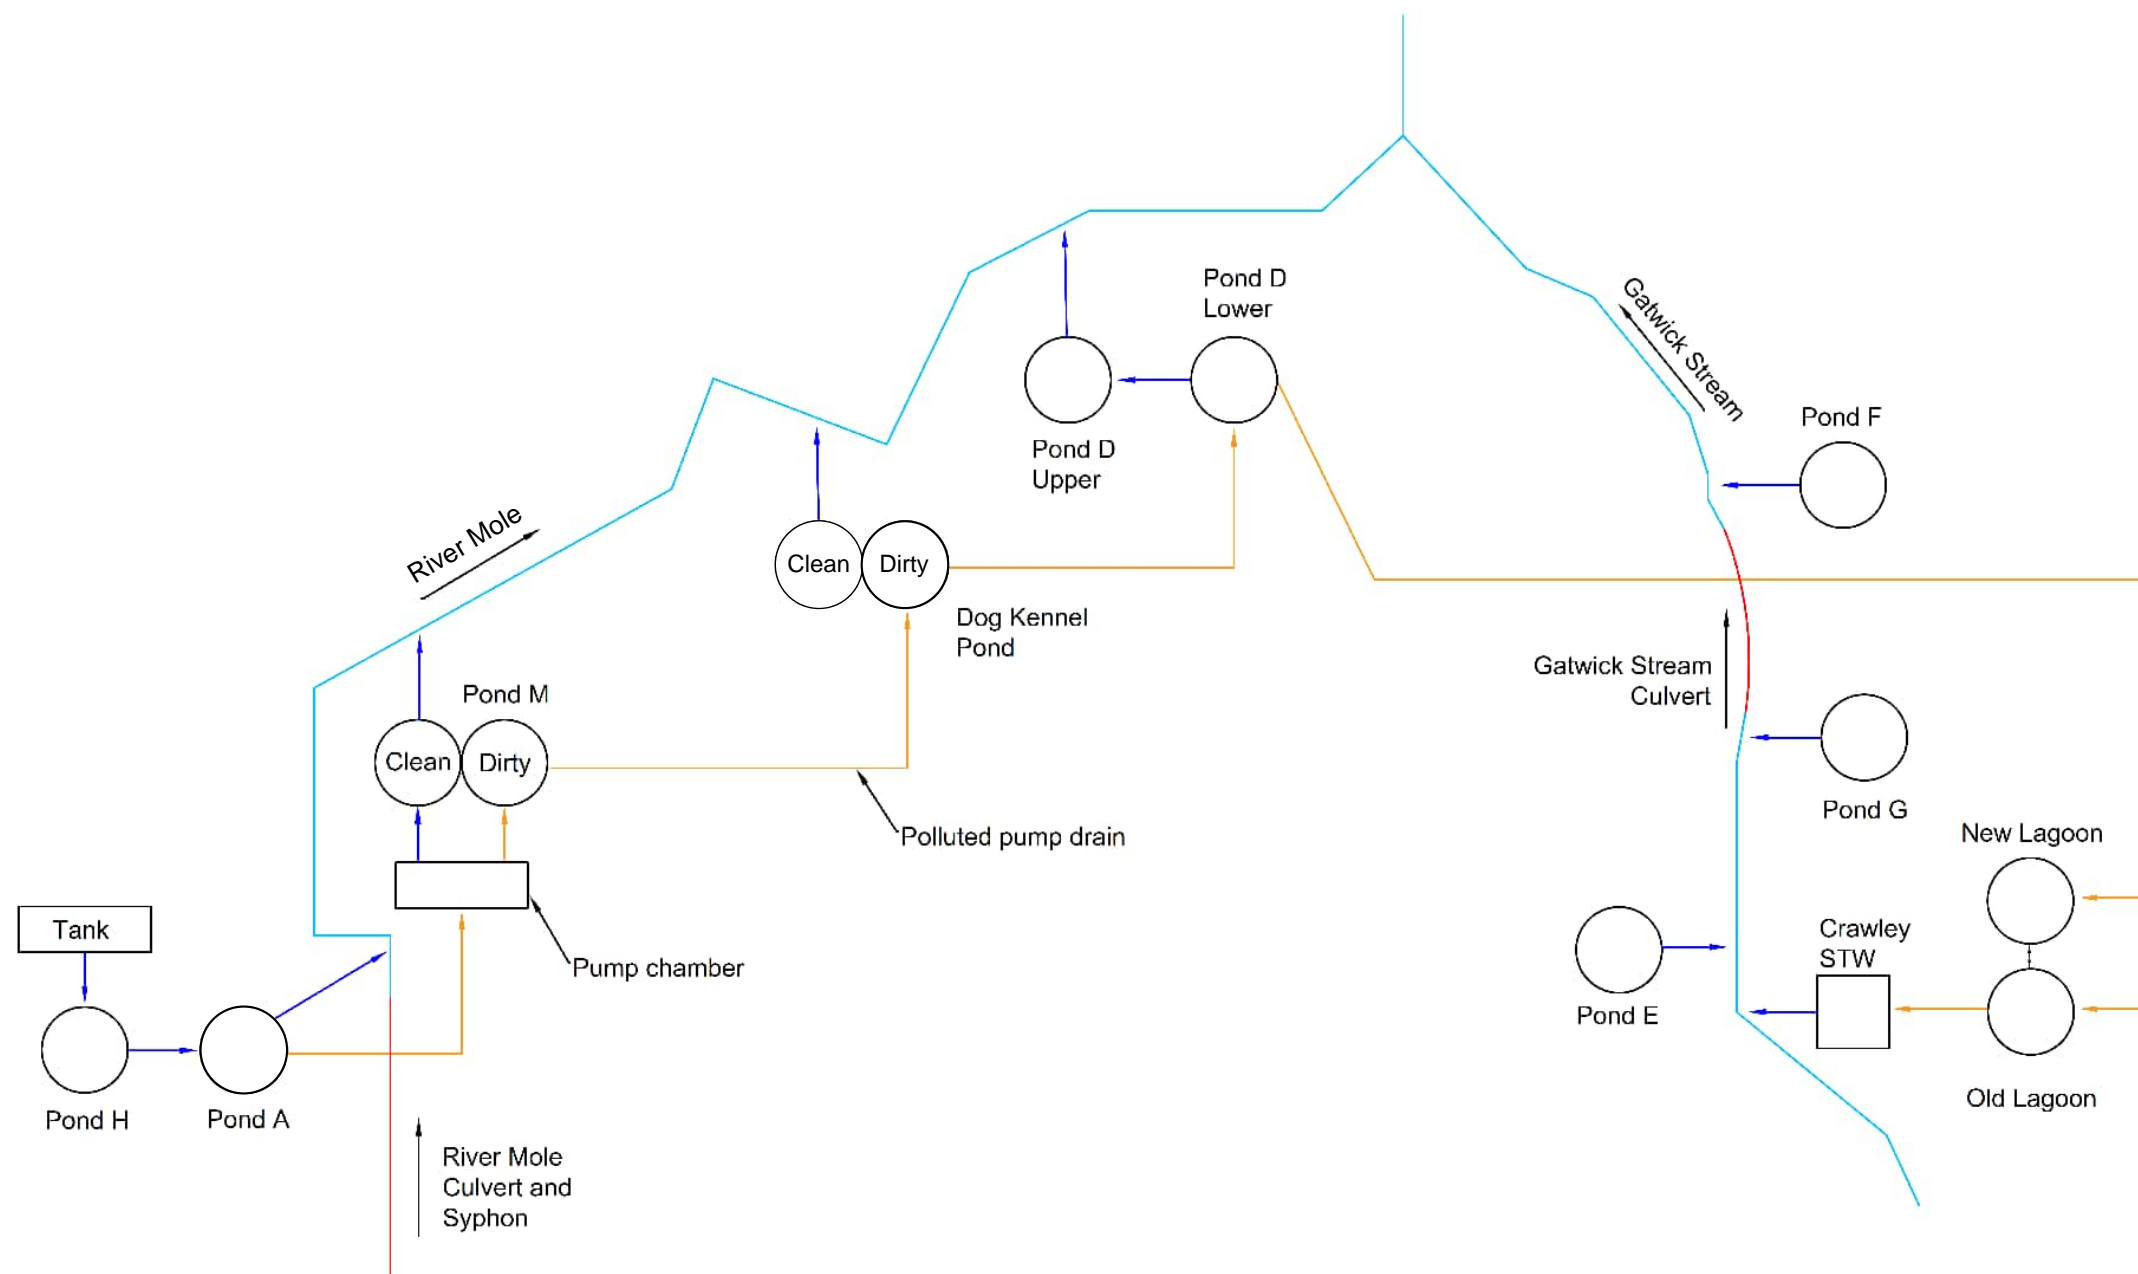 Pond D
Lower
Gatwick Stream
Pond F
Pond D
Upper
River Mole
Clean
Dirty
Dog Kennel
Pond
Gatwick Stream
Culvert
Pond M
Clean
Dirty
Polluted pump drain
Pond G
New Lagoon
Tank
Pump chamber
Crawley
STW
Pond E
Pond H
Pond A
Old Lagoon
River Mole
Culvert and
Syphon